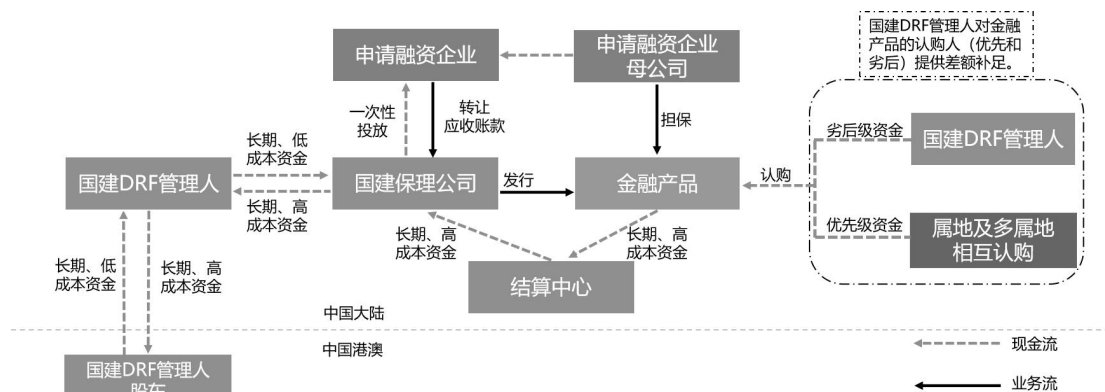 国建DRF管理人对金融
产品的认购人（优先和
劣后）提供差额补足。
申请融资企业
申请融资企业
母公司
一次性
投放
转让
应收账款
担保
劣后级资金
国建DRF管理人
长期、低
成本资金
国建DRF管理人
国建保理公司
发行
金融产品
认购
长期、高
成本资金
优先级资金
属地及多属地
相互认购
长期、高
成本资金
长期、高
成本资金
长期、低
成本资金
长期、高
成本资金
结算中心
中国大陆
中国港澳
现金流
国建DRF管理人
股东
业务流